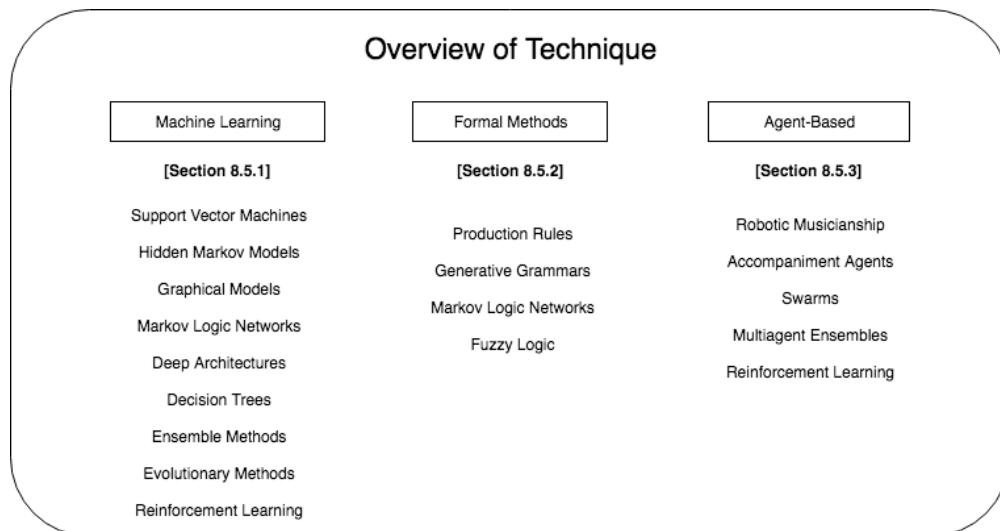 Overview of Technique
Machine Learning
[Section 8.5.1]
Support Vector Machines
Hidden Markov Models
Graphical Models
Markov Logic Networks
Deep Architectures
Decision Trees
Ensemble Methods
Evolutionary Methods
Reinforcement Learning
Formal Methods
[Section 8.5.2]
Production Rules
Generative Grammars
Markov Logic Networks
Fuzzy Logic
Agent-Based
[Section 8.5.3]
Robotic Musicianship
Accompaniment Agents
Swarms
Multiagent Ensembles
Reinforcement Learning